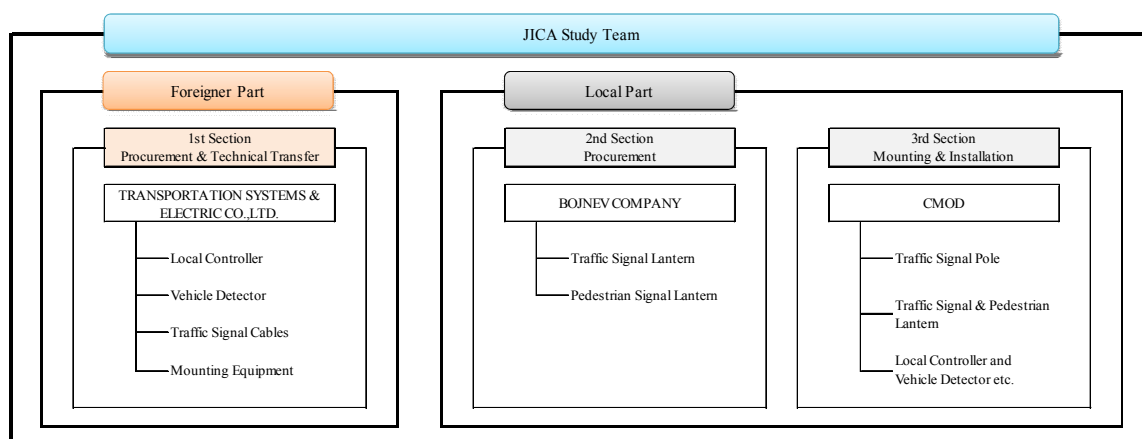 JICA Study Team
Foreigner Part
Local Part
1st Section
Procurement & Technical Transfer
TRANSPORTATION SYSTEMS &
ELECTRIC CO.,LTD.
Local Controller
Vehicle Detector
Traffic Signal Cables
Mounting Equipment
2nd Section
Procurement
BOJNEV COMPANY
Traffic Signal Lantern
Pedestrian Signal Lantern
3rd Section
Mounting & Installation
CMOD
Traffic Signal Pole
Traffic Signal & Pedestrian
Lantern
Local Controller and
Vehicle Detector etc.